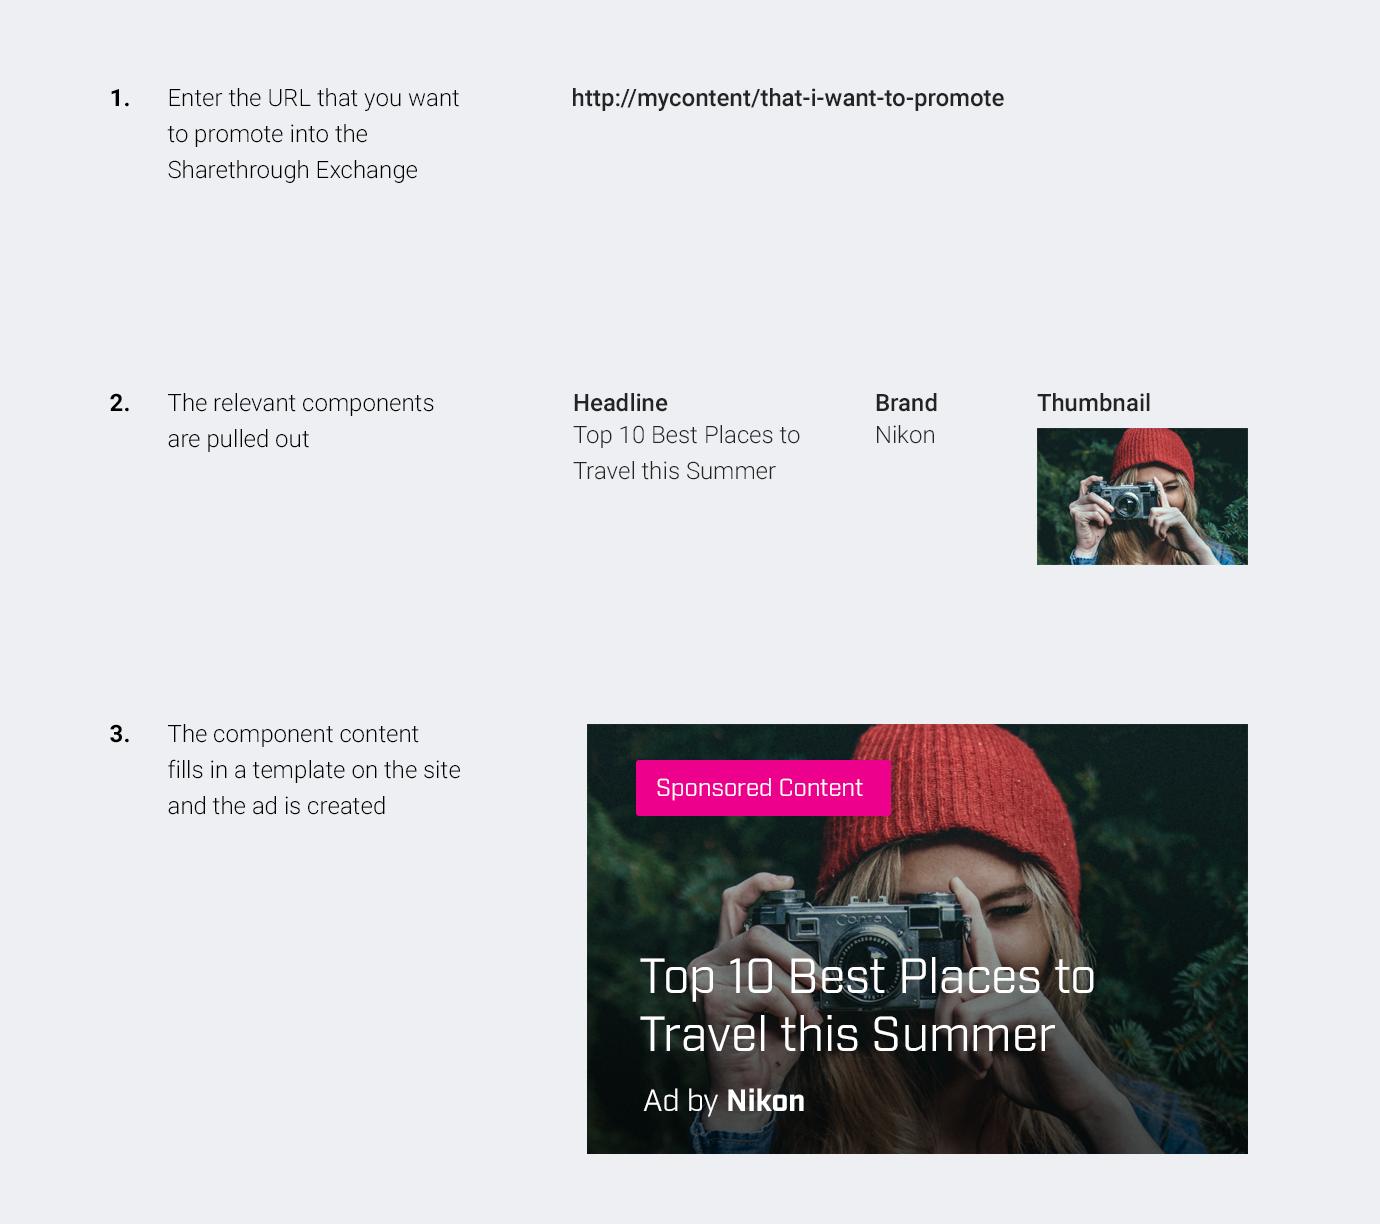 1. Enter the URL that you want
to promote into the
Sharethrough Exchange
http://mycontent/that-i-want-to-promote
2. The relevant components
are pulled out
Headline
Top 10 Best Places to
Travel this Summer
Brand
Nikon
Thumbnail
3. The component content
fills in a template on the site
and the ad is created
Sponsored Content
Contax
Top 10 Best Places to
Travel this Summer
Ad by Nikon